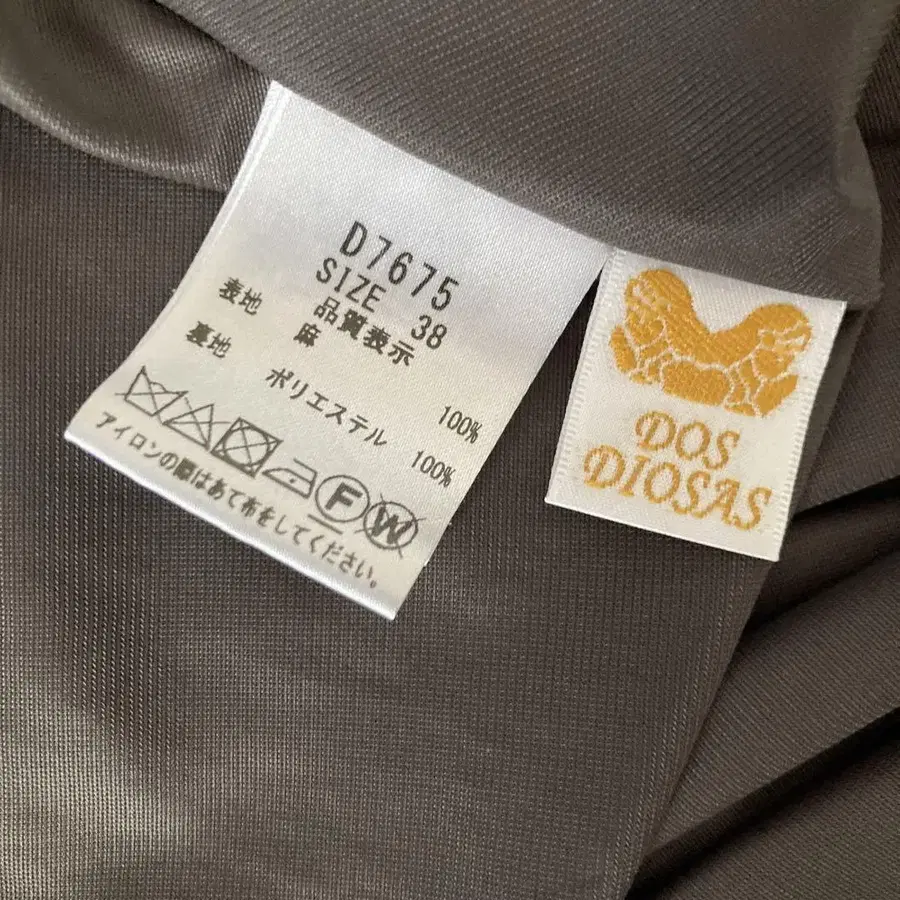 D7675
SIZE 38
品質表示
表地 麻 100%
裏地 ポリエステル 100%
F W
アイロンの際はあて布をしてください。
DOS
DIOSAS